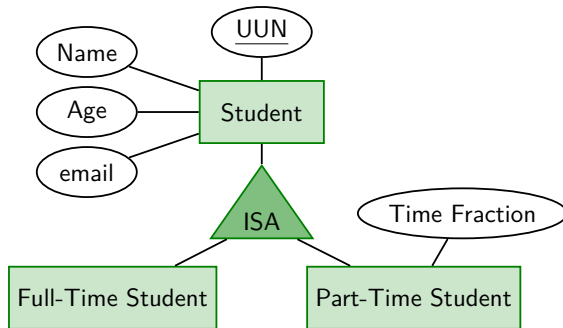 UUN
Name
Age
Student
email
ISA
Time Fraction
Full-Time Student
Part-Time Student